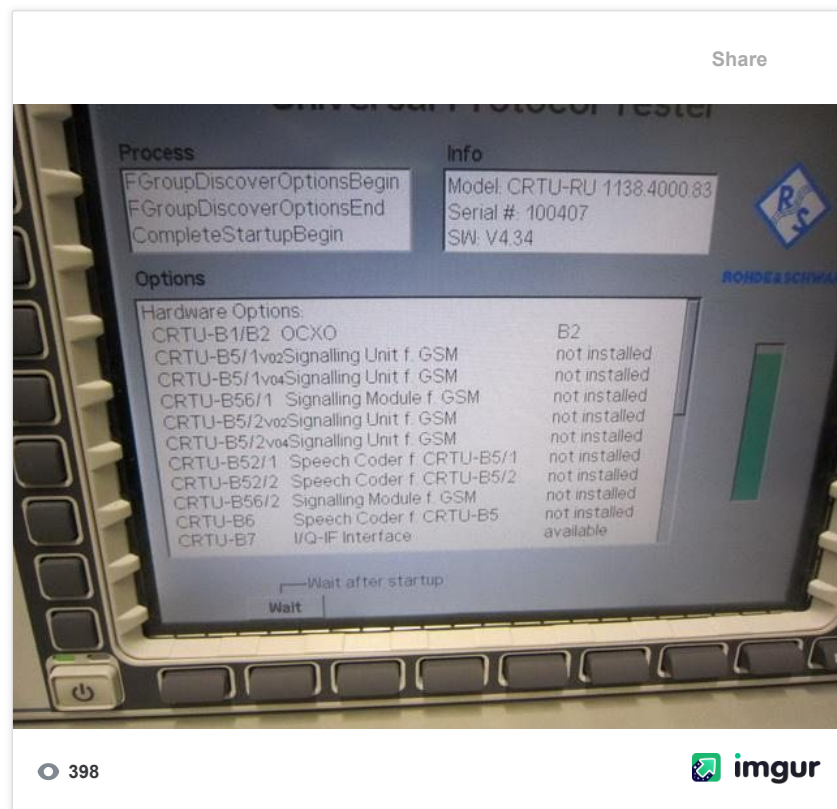 Share
Universal Protocol Tester
Process
Info
FGroupDiscoverOptionsBegin
FGroupDiscoverOptionsEnd
CompleteStartupBegin
Model: CRTU-RU 1138.4000.83
Serial #: 100407
SW: V4.34
R
S
ROHDE&SCHWA
Options
Hardware Options:
CRTU-B1/B2 OCXO B2
CRTU-B5/1v02Signalling Unit f. GSM not installed
CRTU-B5/1v04Signalling Unit f. GSM not installed
CRTU-B56/1 Signalling Module f. GSM not installed
CRTU-B5/2v02Signalling Unit f. GSM not installed
CRTU-B5/2v04Signalling Unit f. GSM not installed
CRTU-B52/1 Speech Coder f. CRTU-B5/1 not installed
CRTU-B52/2 Speech Coder f. CRTU-B5/2 not installed
CRTU-B56/2 Signalling Module f. GSM not installed
CRTU-B6 Speech Coder f. CRTU-B5 not installed
CRTU-B7 I/Q-IF Interface available
Wait after startup
Wait
398
imgur